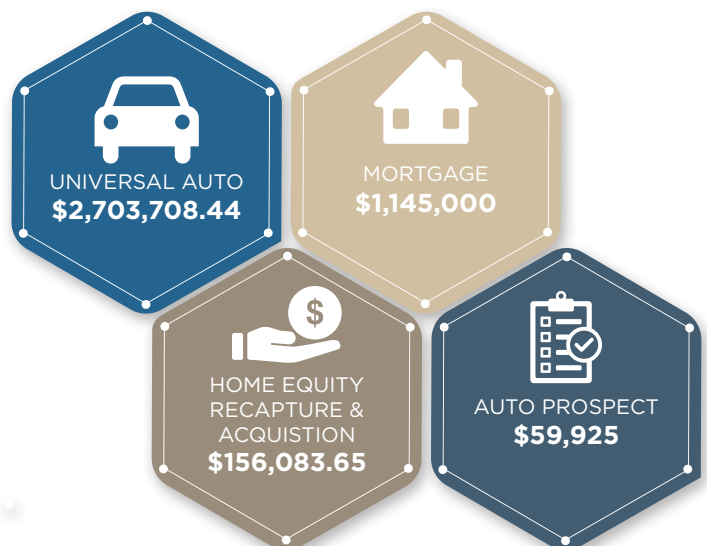 UNIVERSAL AUTO
$2,703,708.44
MORTGAGE
$1,145,000
$
HOME EQUITY
RECAPTURE &
ACQUISTION
$156,083.65
AUTO PROSPECT
$59,925